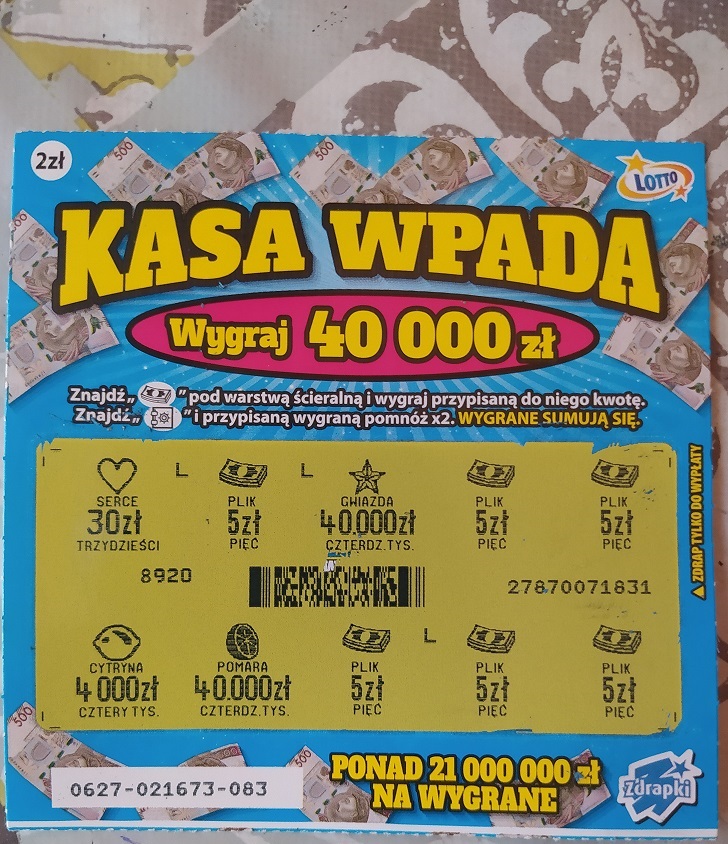 2zł
LOTTO
KASA WPADA
Wygraj 40 000 zł
Znajdź „ ” pod warstwą ścieralną i wygraj przypisaną do niego kwotę.
Znajdź „ ” i przypisaną wygraną pomnóż x2. WYGRANE SUMUJĄ SIĘ.
L L
SERCE PLIK GWIAZDA PLIK PLIK
30zł 5zł 40.000zł 5zł 5zł
TRZYDZIEŚCI PIĘĆ CZTERDZ.TYS. PIĘĆ PIĘĆ
▲ ZDRAP TYLKO DO WYPŁATY
8920 27870071831
L
CYTRYNA POMARA PLIK PLIK PLIK
4 000zł 40.000zł 5zł 5zł 5zł
CZTERY TYS. CZTERDZ.TYS. PIĘĆ PIĘĆ PIĘĆ
PONAD 21 000 000 zł
NA WYGRANE
0627-021673-083
Zdrapki